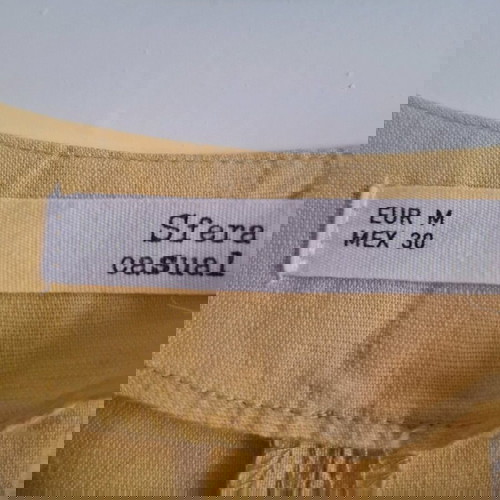 Sfera
casual
EUR M
MEX 30